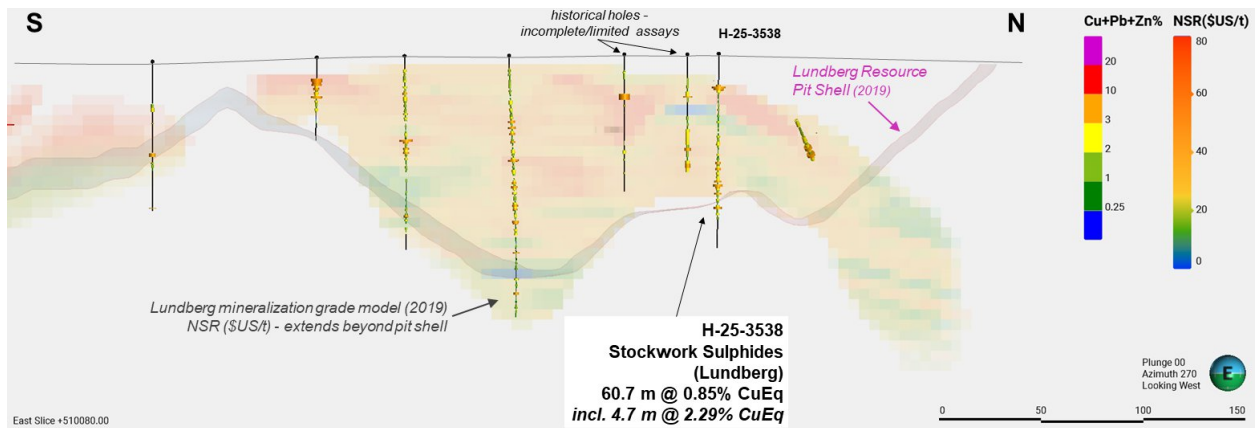 S
historical holes -
incomplete/limited assays
H-25-3538
N
Cu+Pb+Zn%
20
10
3
2
1
0.25
NSR($US/t)
80
60
40
20
0
Lundberg Resource
Pit Shell (2019)
Lundberg mineralization grade model (2019)
NSR ($US/t) - extends beyond pit shell
H-25-3538
Stockwork Sulphides
(Lundberg)
60.7 m @ 0.85% CuEq
incl. 4.7 m @ 2.29% CuEq
Plunge 00
Azimuth 270
Looking West
E
East Slice +510080.00
0 50 100 150